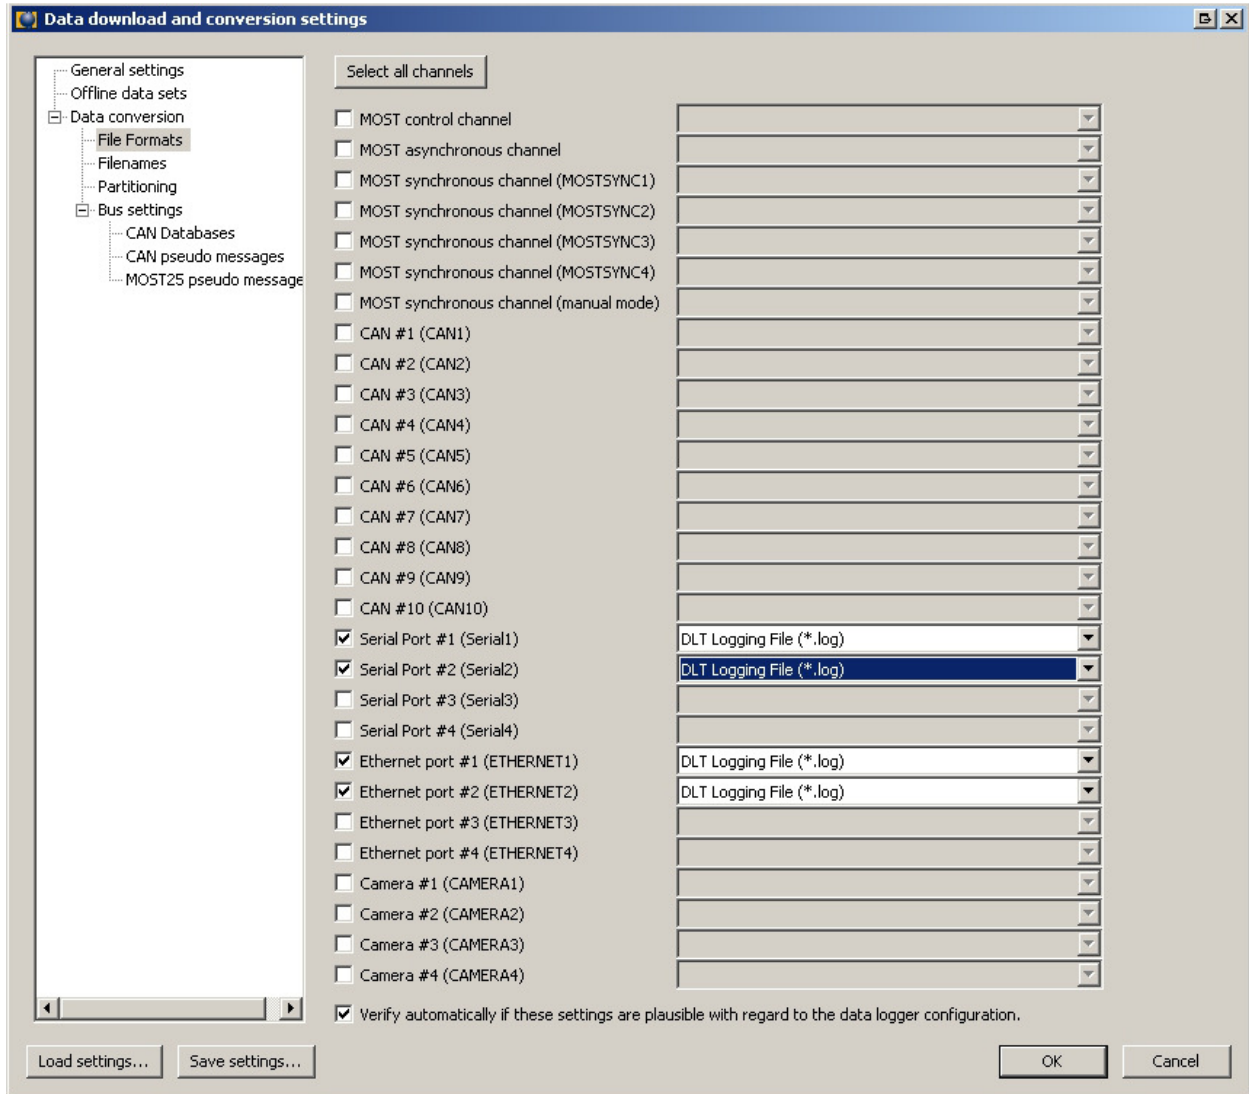 Data download and conversion settings
General settings
Offline data sets
Data conversion
File Formats
Filenames
Partitioning
Bus settings
CAN Databases
CAN pseudo messages
MOST25 pseudo message
Select all channels
MOST control channel
MOST asynchronous channel
MOST synchronous channel (MOSTSYNC1)
MOST synchronous channel (MOSTSYNC2)
MOST synchronous channel (MOSTSYNC3)
MOST synchronous channel (MOSTSYNC4)
MOST synchronous channel (manual mode)
CAN #1 (CAN1)
CAN #2 (CAN2)
CAN #3 (CAN3)
CAN #4 (CAN4)
CAN #5 (CAN5)
CAN #6 (CAN6)
CAN #7 (CAN7)
CAN #8 (CAN8)
CAN #9 (CAN9)
CAN #10 (CAN10)
Serial Port #1 (Serial1) DLT Logging File (*.log)
Serial Port #2 (Serial2) DLT Logging File (*.log)
Serial Port #3 (Serial3)
Serial Port #4 (Serial4)
Ethernet port #1 (ETHERNET1) DLT Logging File (*.log)
Ethernet port #2 (ETHERNET2) DLT Logging File (*.log)
Ethernet port #3 (ETHERNET3)
Ethernet port #4 (ETHERNET4)
Camera #1 (CAMERA1)
Camera #2 (CAMERA2)
Camera #3 (CAMERA3)
Camera #4 (CAMERA4)
Verify automatically if these settings are plausible with regard to the data logger configuration.
Load settings... Save settings... OK Cancel